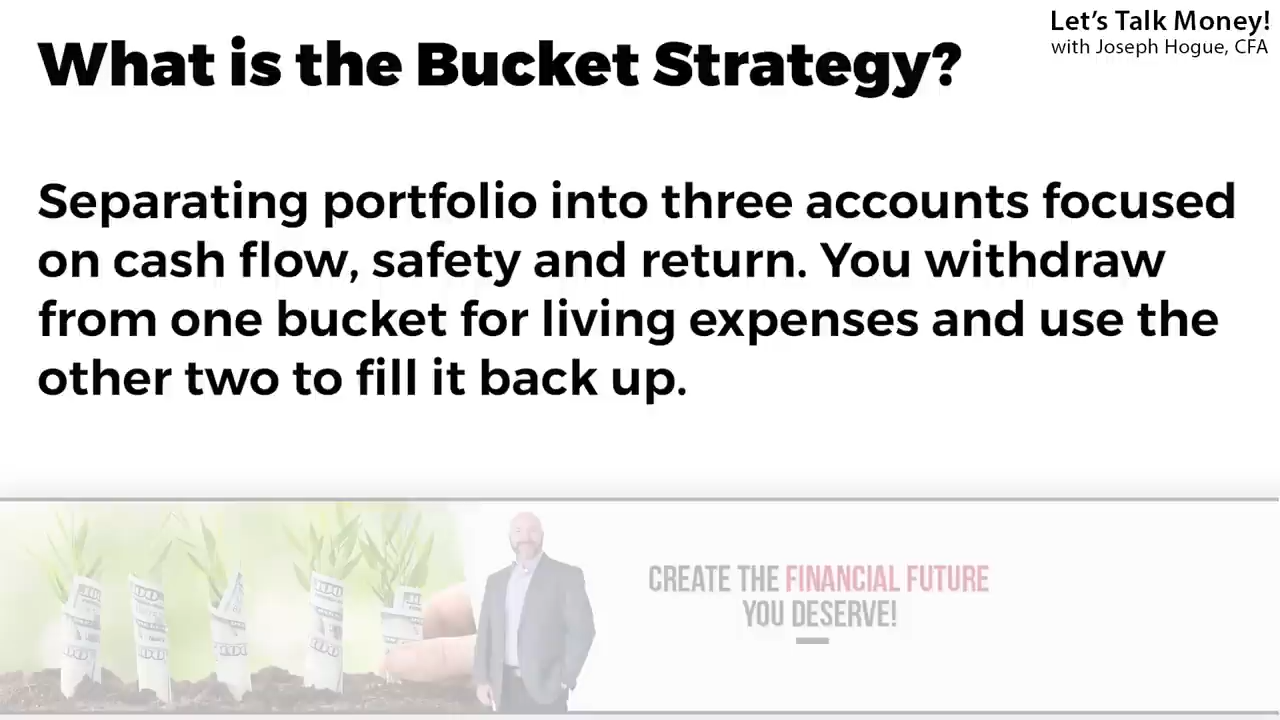 Let's Talk Money!
with Joseph Hogue, CFA
What is the Bucket Strategy?
Separating portfolio into three accounts focused
on cash flow, safety and return. You withdraw
from one bucket for living expenses and use the
other two to fill it back up.
CREATE THE FINANCIAL FUTURE
YOU DESERVE!